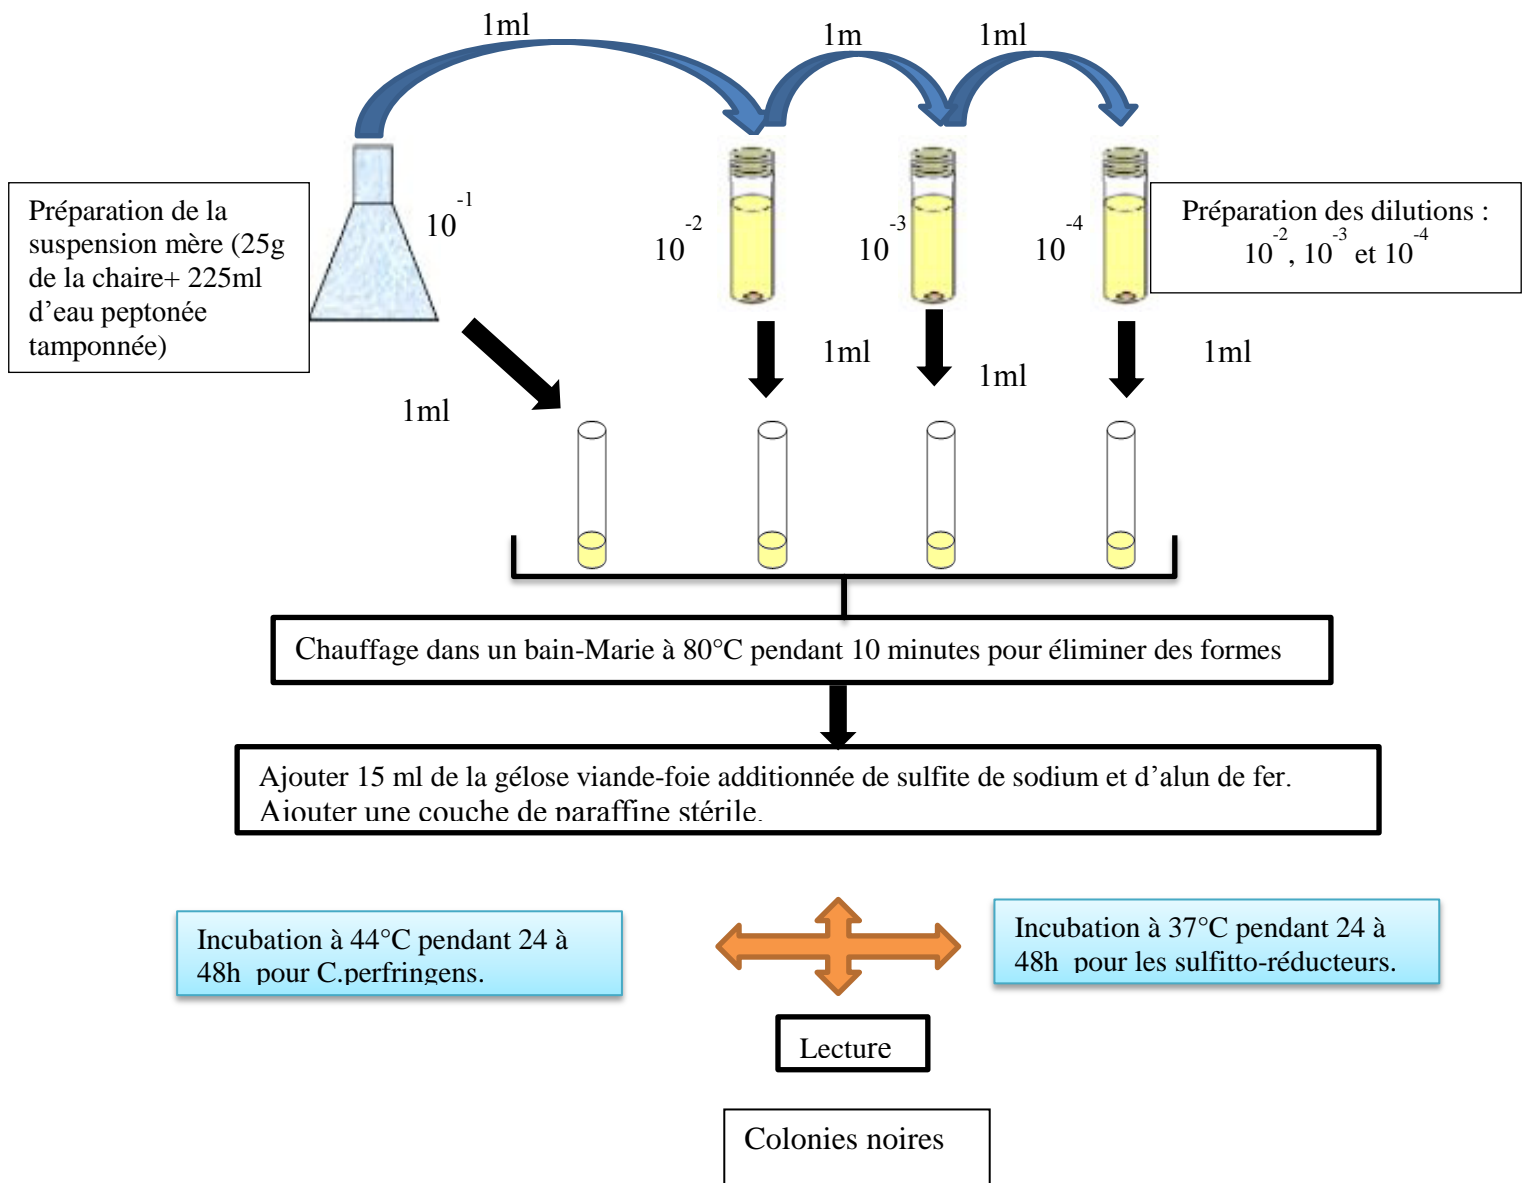 1ml
1m
1ml
Préparation de la
suspension mère (25g
de la chaire+ 225ml
d’eau peptonée
tamponnée)
10-1
10-2
10-3
10-4
Préparation des dilutions :
10-2, 10-3 et 10-4
1ml
1ml
1ml
1ml
Chauffage dans un bain-Marie à 80°C pendant 10 minutes pour éliminer des formes
Ajouter 15 ml de la gélose viande-foie additionnée de sulfite de sodium et d’alun de fer.
Ajouter une couche de paraffine stérile.
Incubation à 44°C pendant 24 à
48h pour C.perfringens.
Incubation à 37°C pendant 24 à
48h pour les sulfitto-réducteurs.
Lecture
Colonies noires